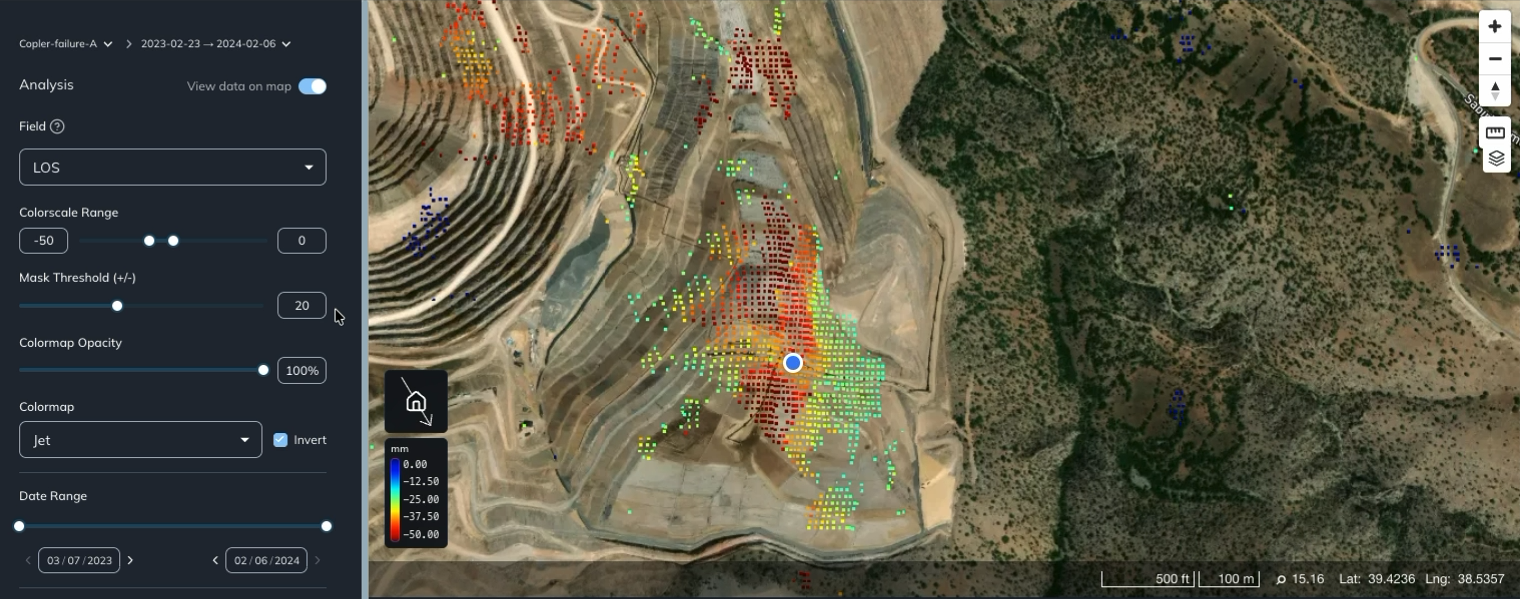 Copler-failure-A > 2023-02-23 → 2024-02-06
Analysis
View data on map
Field ?
LOS
Colorscale Range
-50
0
Mask Threshold (+/-)
20
Colormap Opacity
100%
Colormap
Jet
Invert
Date Range
< 03 / 07 / 2023 >
< 02 / 06 / 2024 >
mm
0.00
-12.50
-25.00
-37.50
-50.00
500 ft
100 m
15.16
Lat: 39.4236
Lng: 38.5357